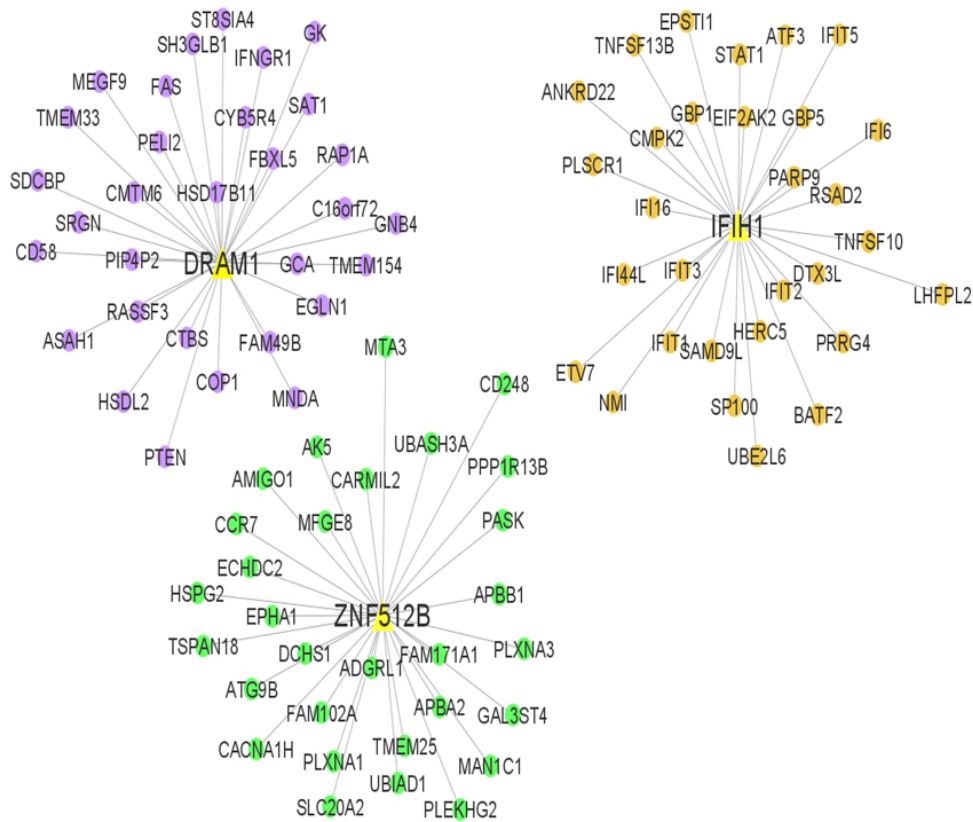 ST8SIA4
SH3GLB1
GK
IFNGR1
MEGF9
FAS
SAT1
TMEM33
CYB5R4
PELI2
FBXL5
RAP1A
SDCBP
CMTM6
HSD17B11
C16orf72
SRGN
GNB4
CD58
PIP4P2
DRAM1
GCA
TMEM154
RASSF3
EGLN1
ASAH1
CTBS
FAM49B
HSDL2
COP1
MNDA
PTEN
EPSTI1
ATF3
IFIT5
TNFSF13B
STAT1
ANKRD22
GBP1
EIF2AK2
GBP5
IFI6
CMPK2
PLSCR1
PARP9
RSAD2
IFI16
IFIH1
TNFSF10
IFI44L
IFIT3
DTX3L
IFIT2
LHFPL2
HERC5
IFIT1
SAMD9L
PRRG4
ETV7
NMI
SP100
BATF2
UBE2L6
MTA3
CD248
AK5
UBASH3A
AMIGO1
CARMIL2
PPP1R13B
CCR7
MFGE8
PASK
ECHDC2
HSPG2
APBB1
EPHA1
ZNF512B
TSPAN18
DCHS1
FAM171A1
PLXNA3
ADGRL1
ATG9B
FAM102A
APBA2
GAL3ST4
CACNA1H
TMEM25
PLXNA1
MAN1C1
UBIAD1
SLC20A2
PLEKHG2